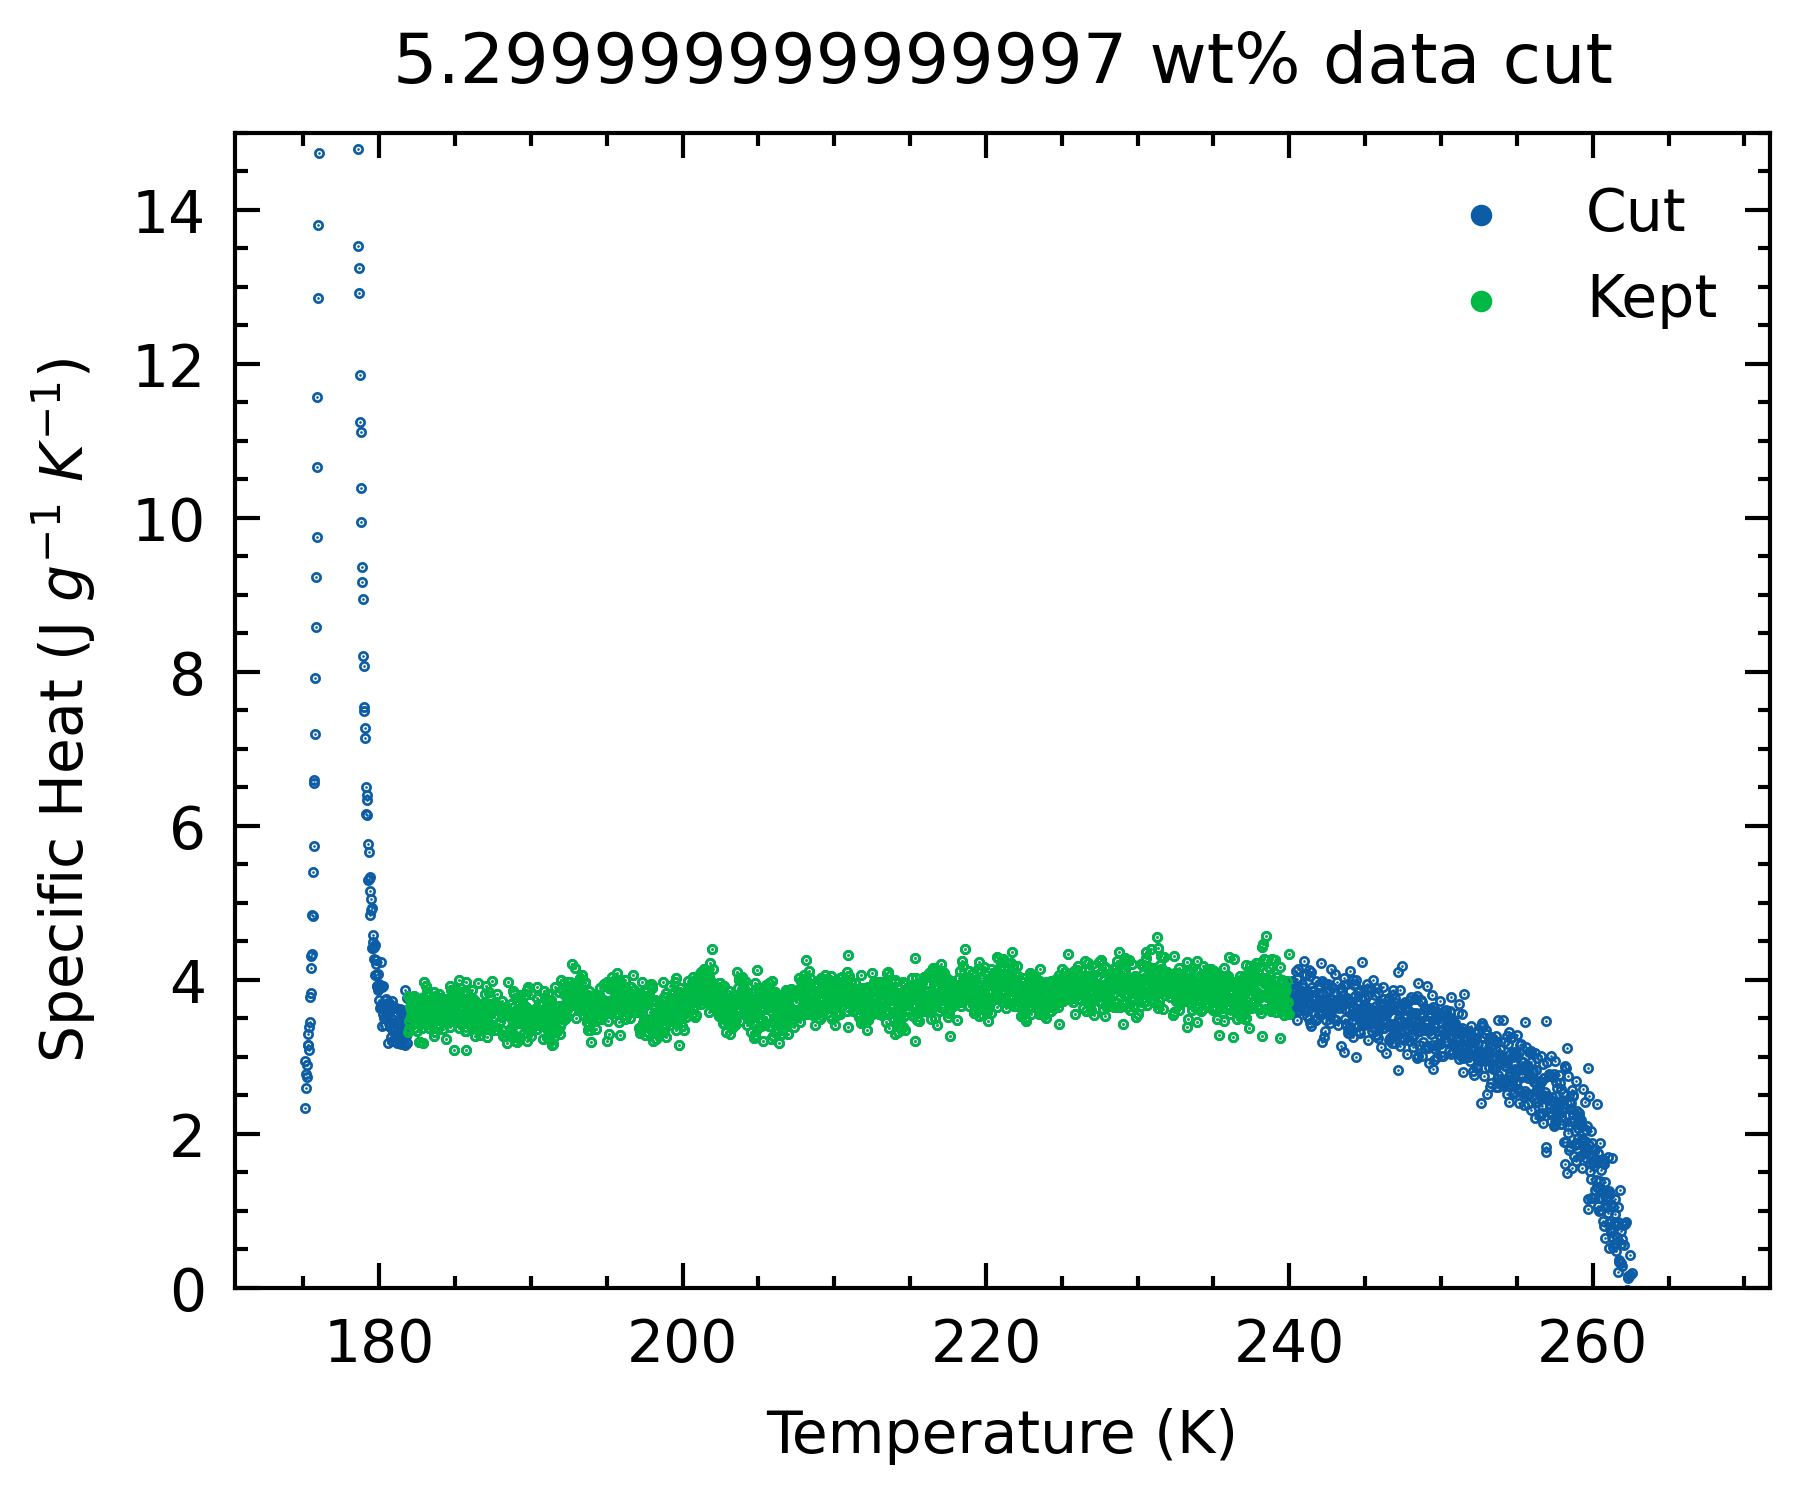 5.299999999999997 wt% data cut
Cut
Kept
Specific Heat (J g⁻¹ K⁻¹)
14
12
10
8
6
4
2
0
180 200 220 240 260
Temperature (K)